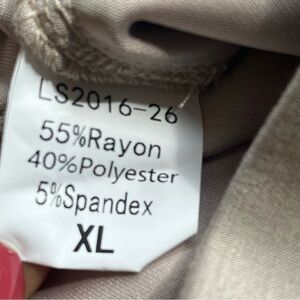 LS2016-26
55%Rayon
40%Polyester
5%Spandex
XL